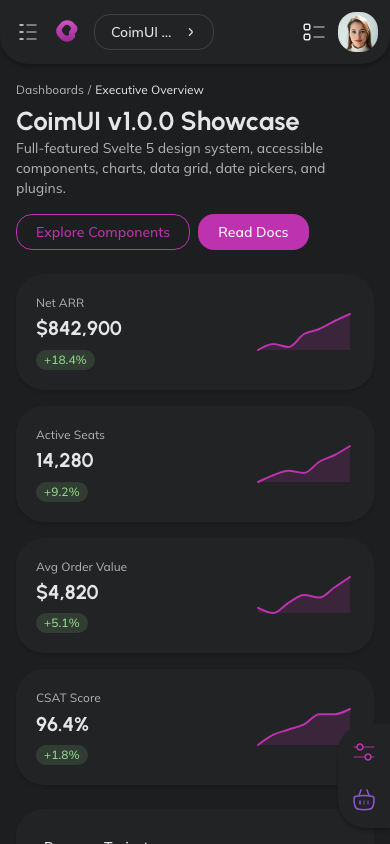 CoimUI ...
Dashboards / Executive Overview
CoimUI v1.0.0 Showcase
Full-featured Svelte 5 design system, accessible
components, charts, data grid, date pickers, and
plugins.
Explore Components
Read Docs
Net ARR
$842,900
+18.4%
Active Seats
14,280
+9.2%
Avg Order Value
$4,820
+5.1%
CSAT Score
96.4%
+1.8%